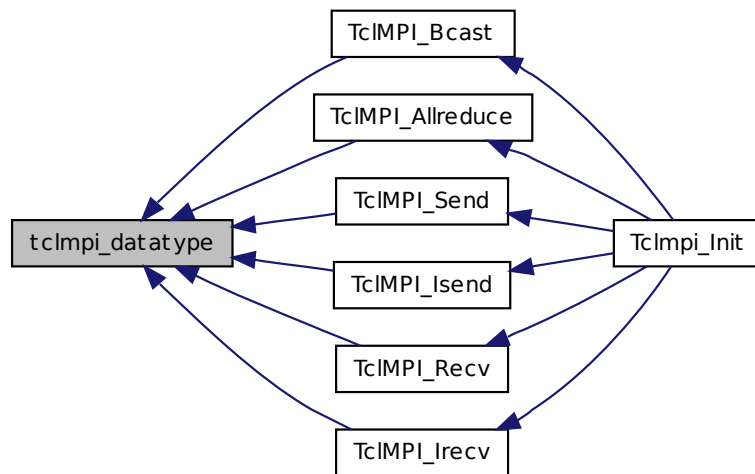 TclMPI_Bcast
TclMPI_Allreduce
TclMPI_Send
tclmpi_datatype
Tclmpi_Init
TclMPI_Isend
TclMPI_Recv
TclMPI_Irecv